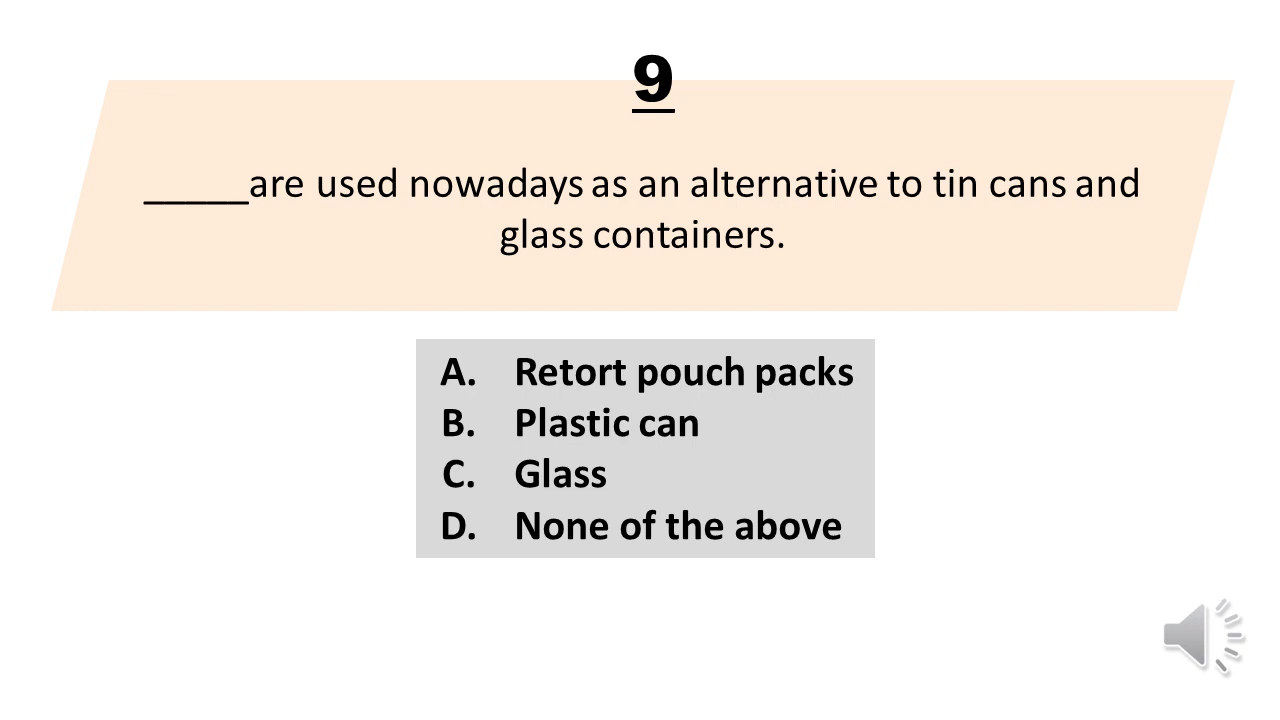 9
_____are used nowadays as an alternative to tin cans and
glass containers.
A. Retort pouch packs
B. Plastic can
C. Glass
D. None of the above